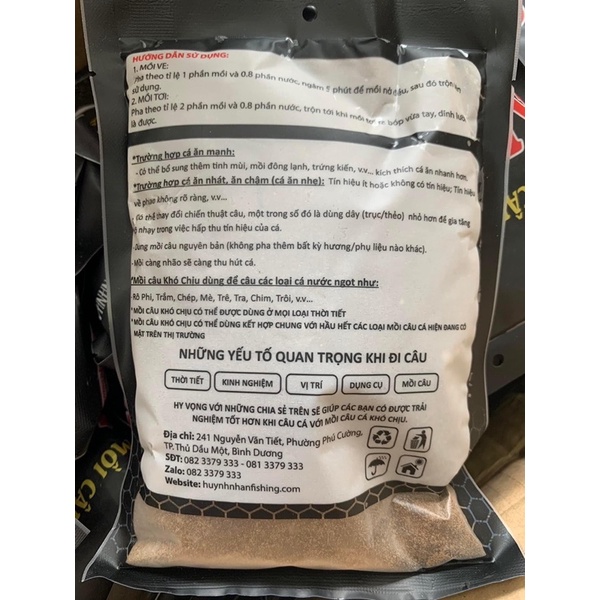 HƯỚNG DẪN SỬ DỤNG:
1. MỒI VE:
Pha theo tỉ lệ 1 phần mồi và 0.8 phần nước, ngâm 5 phút để mồi nở đều, sau đó trộn
sử dụng.
2. MỒI TƠI:
Pha theo tỉ lệ 2 phần mồi và 0.8 phần nước, trộn tới khi mồi tơi bóp vừa tay, dính lưỡi
là được.
*Trường hợp cá ăn mạnh:
- Có thể bổ sung thêm tinh mùi, mồi đông lạnh, trứng kiến, v.v... kích thích cá ăn nhanh hơn.
*Trường hợp cá ăn nhát, ăn chậm (cá ăn nhẹ): Tín hiệu ít hoặc không có tín hiệu; Tín hiệu
về phao không rõ ràng, v.v...
- Có thể thay đổi chiến thuật câu, một trong số đó là dùng dây (trục/thẻo) nhỏ hơn để gia tăng
độ nhạy trong việc hấp thu tín hiệu của cá.
- Dùng mồi câu nguyên bản (không pha thêm bất kỳ hương/phụ liệu nào khác).
- Mồi càng nhão sẽ càng thu hút cá.
*Mồi câu Khó Chịu dùng để câu các loại cá nước ngọt như:
Rô Phi, Trắm, Chép, Mè, Trê, Tra, Chim, Trôi, v.v...
*MỒI CÂU KHÓ CHỊU CÓ THỂ ĐƯỢC DÙNG Ở MỌI LOẠI THỜI TIẾT
*MỒI CÂU KHÓ CHỊU CÓ THỂ DÙNG KẾT HỢP CHUNG VỚI HẦU HẾT CÁC LOẠI MỒI CÂU CÁ HIỆN ĐANG CÓ
MẶT TRÊN THỊ TRƯỜNG
NHỮNG YẾU TỐ QUAN TRỌNG KHI ĐI CÂU
THỜI TIẾT KINH NGHIỆM VỊ TRÍ DỤNG CỤ MỒI CÂU
HY VỌNG VỚI NHỮNG CHIA SẺ TRÊN SẼ GIÚP CÁC BẠN CÓ ĐƯỢC TRẢI
NGHIỆM TỐT HƠN KHI CÂU CÁ VỚI MỒI CÂU CÁ KHÓ CHỊU.
Địa chỉ: 241 Nguyễn Văn Tiết, Phường Phú Cường,
TP. Thủ Dầu Một, Bình Dương
SĐT: 082 3379 333 - 081 3379 333
Zalo: 082 3379 333
Website: huynhnhanfishing.com
MỒI CÂU